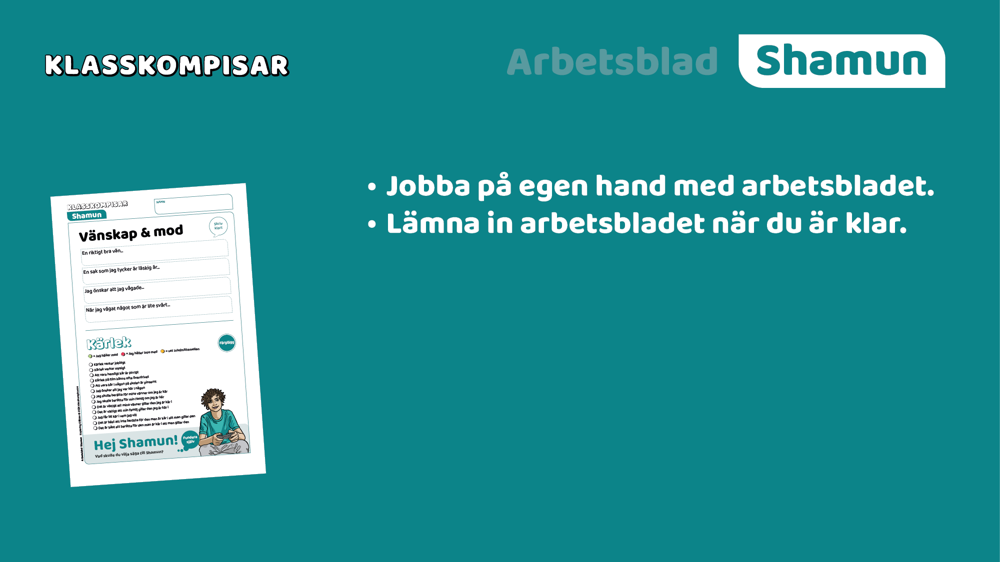 KLASSKOMPISAR
Arbetsblad Shamun
• Jobba på egen hand med arbetsbladet.
• Lämna in arbetsbladet när du är klar.
KLASSKOMPISAR
NAMN
Shamun
Vänskap & mod
Skriv
klart
En riktigt bra vän...
En sak som jag tycker är läskig är...
Jag önskar att jag vågade...
När jag vågat något som är lite svårt...
Kärlek
Färglägg
= Jag håller med = Jag håller inte med = vet inte/mittemellan
Kärlek verkar jobbigt
Kärlek verkar mysigt
Att vara hemligt kär är pirrigt
Kärlek på film känns ofta överdrivet
Att vara kär i någon på skolan är pinsamt
Jag önskar att jag var kär i någon
Jag skulle berätta för mina vänner om jag är kär
Jag skulle berätta för min familj om jag är kär
Det är viktigt att mina vänner gillar den jag är kär i
Det är viktigt att min familj gillar den jag är kär i
Jag får bli kär i vem jag vill
Det är bäst att inte berätta för den man är kär i att man gillar den
Det är bäst att berätta för den man är kär i att man gillar den
Hej Shamun!
Fundera
själv
Vad skulle du vilja säga till Shamun?
Arbetsblad Shamun Kopiering tillåten © 2024 klasskompisar.se